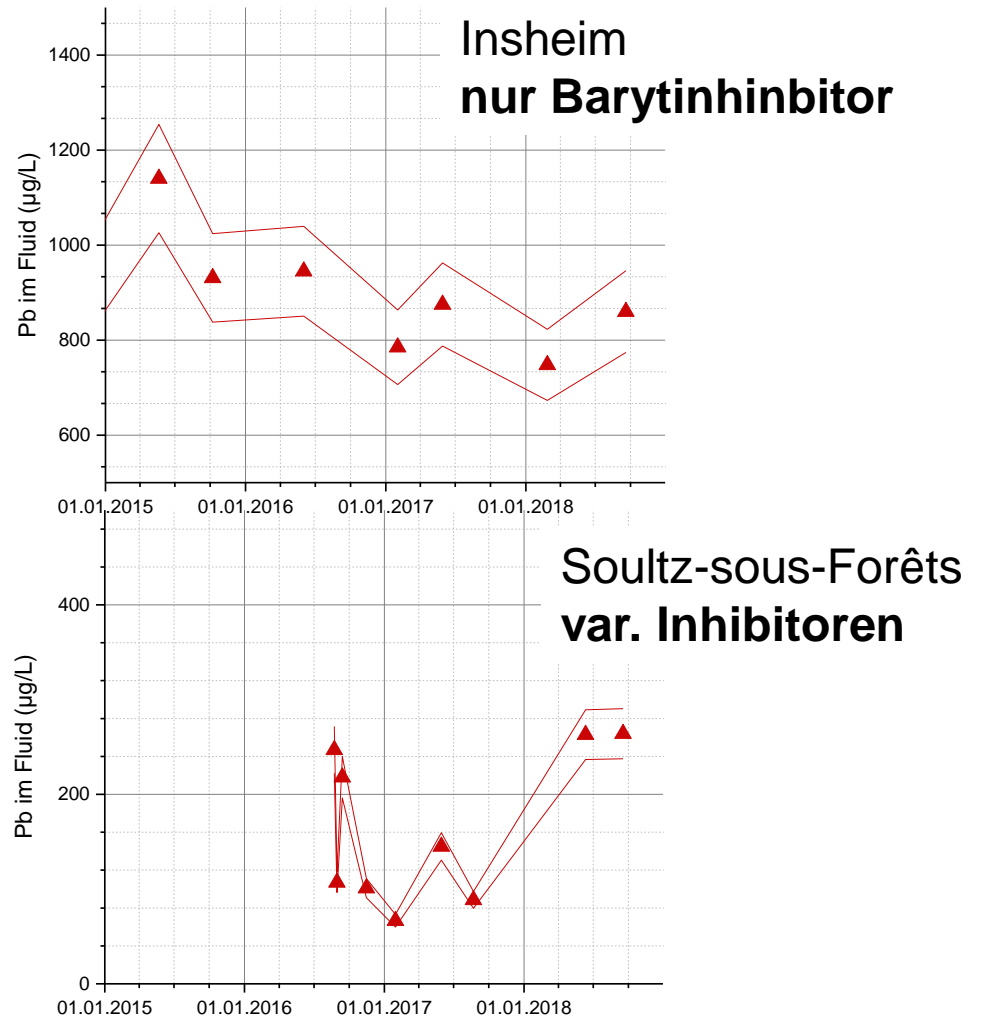 Insheim
nur Barytinhinbitor
Pb im Fluid (µg/L)
1400
1200
1000
800
600
01.01.2015 01.01.2016 01.01.2017 01.01.2018
Soultz-sous-Forêts
var. Inhibitoren
Pb im Fluid (µg/L)
400
200
0
01.01.2015 01.01.2016 01.01.2017 01.01.2018